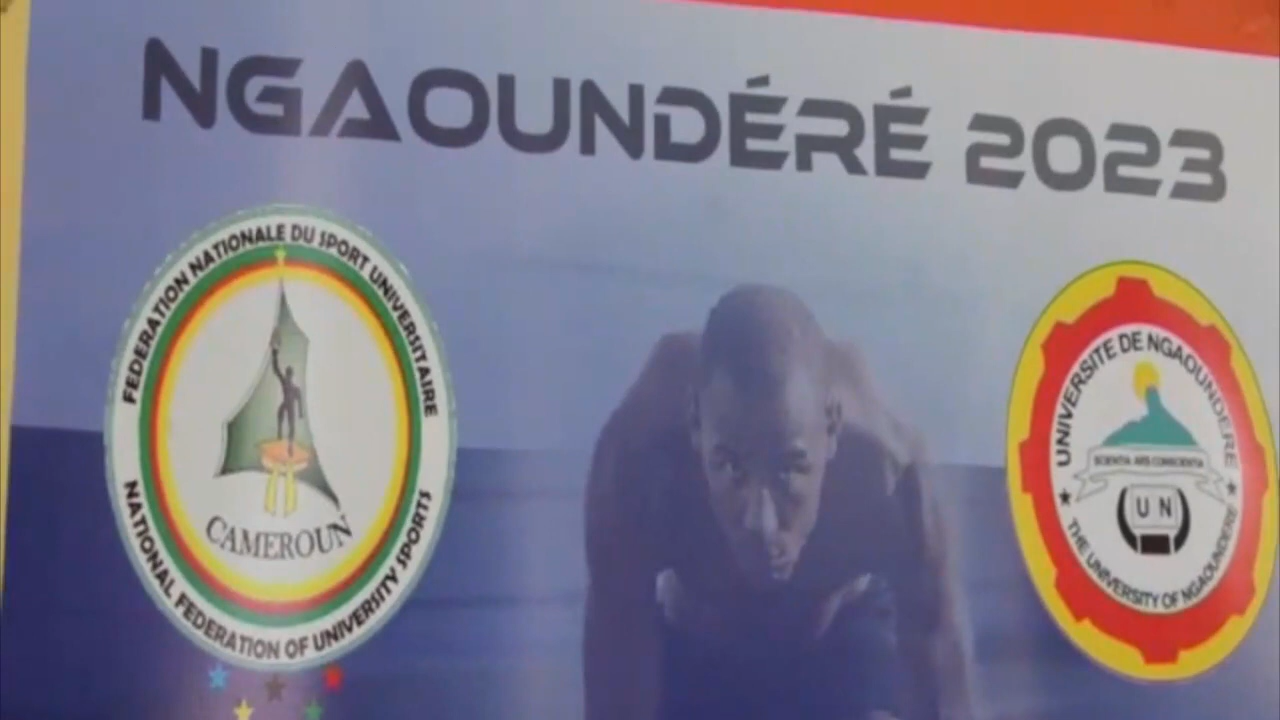 NGAOUNDÉRÉ 2023
FEDERATION NATIONALE DU SPORT UNIVERSITAIRE
CAMEROUN
NATIONAL FEDERATION OF UNIVERSITY SPORTS
UNIVERSITE DE NGAOUNDERE
SCIENTIA ARS CONSCIENTIA
U N
THE UNIVERSITY OF NGAOUNDERE